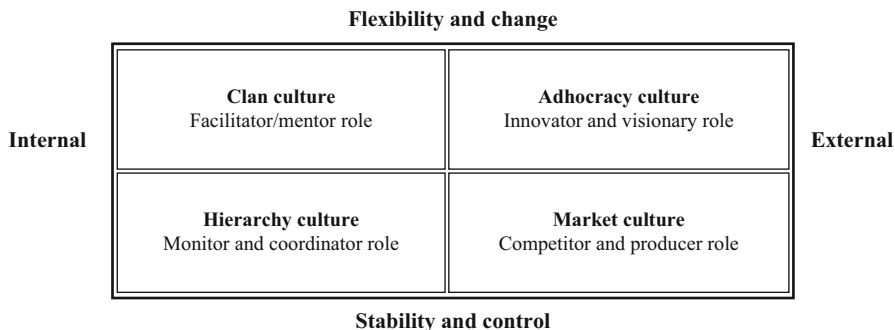 Flexibility and change
Clan culture
Facilitator/mentor role
Adhocracy culture
Innovator and visionary role
Internal
External
Hierarchy culture
Monitor and coordinator role
Market culture
Competitor and producer role
Stability and control